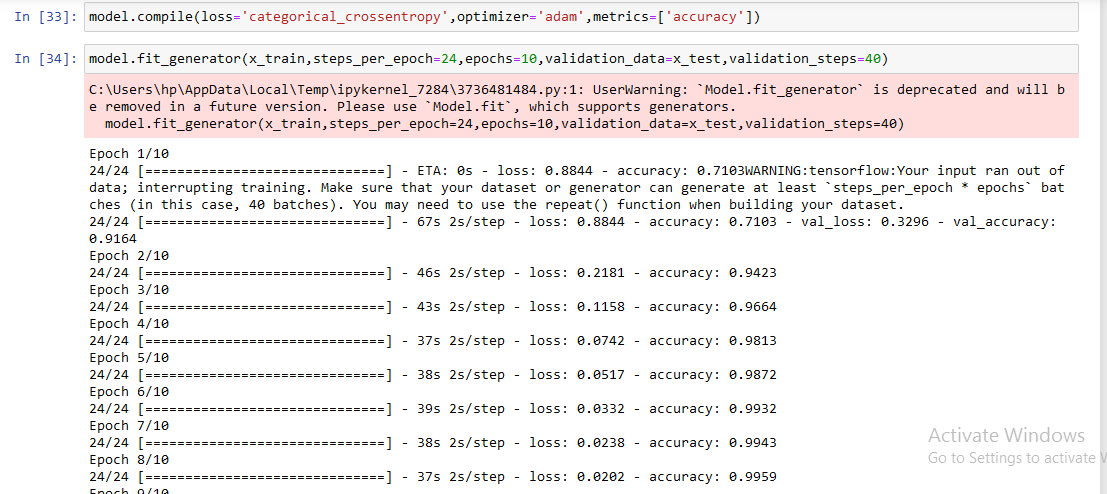 In [33]: model.compile(loss='categorical_crossentropy',optimizer='adam',metrics=['accuracy'])
In [34]: model.fit_generator(x_train,steps_per_epoch=24,epochs=10,validation_data=x_test,validation_steps=40)
C:\Users\hp\AppData\Local\Temp\ipykernel_7284\3736481484.py:1: UserWarning: `Model.fit_generator` is deprecated and will b
e removed in a future version. Please use `Model.fit`, which supports generators.
model.fit_generator(x_train,steps_per_epoch=24,epochs=10,validation_data=x_test,validation_steps=40)
Epoch 1/10
24/24 [==============================] - ETA: 0s - loss: 0.8844 - accuracy: 0.7103WARNING:tensorflow:Your input ran out of
data; interrupting training. Make sure that your dataset or generator can generate at least `steps_per_epoch * epochs` bat
ches (in this case, 40 batches). You may need to use the repeat() function when building your dataset.
24/24 [==============================] - 67s 2s/step - loss: 0.8844 - accuracy: 0.7103 - val_loss: 0.3296 - val_accuracy:
0.9164
Epoch 2/10
24/24 [==============================] - 46s 2s/step - loss: 0.2181 - accuracy: 0.9423
Epoch 3/10
24/24 [==============================] - 43s 2s/step - loss: 0.1158 - accuracy: 0.9664
Epoch 4/10
24/24 [==============================] - 37s 2s/step - loss: 0.0742 - accuracy: 0.9813
Epoch 5/10
24/24 [==============================] - 38s 2s/step - loss: 0.0517 - accuracy: 0.9872
Epoch 6/10
24/24 [==============================] - 39s 2s/step - loss: 0.0332 - accuracy: 0.9932
Epoch 7/10
24/24 [==============================] - 38s 2s/step - loss: 0.0238 - accuracy: 0.9943
Epoch 8/10
24/24 [==============================] - 37s 2s/step - loss: 0.0202 - accuracy: 0.9959
Epoch 9/10
Activate Windows
Go to Settings to activate